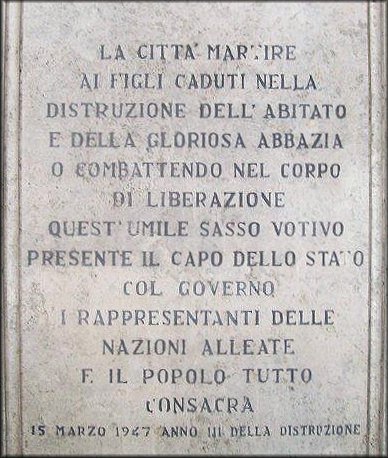 LA CITTA' MARTIRE
AI FIGLI CADUTI NELLA
DISTRUZIONE DELL'ABITATO
E DELLA GLORIOSA ABBAZIA
O COMBATTENDO NEL CORPO
DI LIBERAZIONE
QUEST'UMILE SASSO VOTIVO
PRESENTE IL CAPO DELLO STATO
COL GOVERNO
I RAPPRESENTANTI DELLE
NAZIONI ALLEATE
E IL POPOLO TUTTO
CONSACRA
15 MARZO 1947 ANNO III DELLA DISTRUZIONE